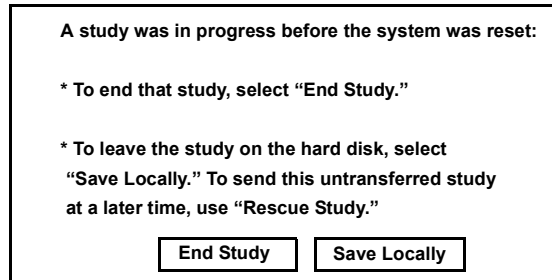 A study was in progress before the system was reset:
* To end that study, select “End Study.”
* To leave the study on the hard disk, select
“Save Locally.” To send this untransferred study
at a later time, use “Rescue Study.”
End Study
Save Locally